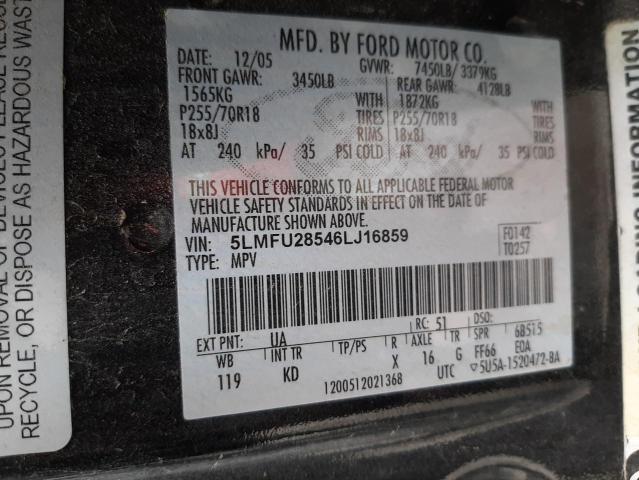 MFD. BY FORD MOTOR CO.
DATE: 12/05 GVWR: 7450LB/ 3379KG
FRONT GAWR: 3450LB REAR GAWR: 4128LB
1565KG WITH 1872KG WITH
P255/70R18 TIRES P255/70R18 TIRES
18x8J RIMS 18x8J RIMS
AT 240 kPa/ 35 PSI COLD AT 240 kPa/ 35 PSI COLD
THIS VEHICLE CONFORMS TO ALL APPLICABLE FEDERAL MOTOR
VEHICLE SAFETY STANDARDS IN EFFECT ON THE DATE OF
MANUFACTURE SHOWN ABOVE.
VIN: 5LMFU28546LJ16859 F0142
TYPE: MPV T0257
EXT PNT: UA RC: 51 DSO:
WB INT TR TP/PS R AXLE TR SPR 6B515
119 KD X 16 G FF66 EOA
1200512021368 UTC ▽5U5A-1520472-BA
UPON REMOVAL OF DEVICES PLEASE
RECYCLE, OR DISPOSE AS HAZARDOUS WAST